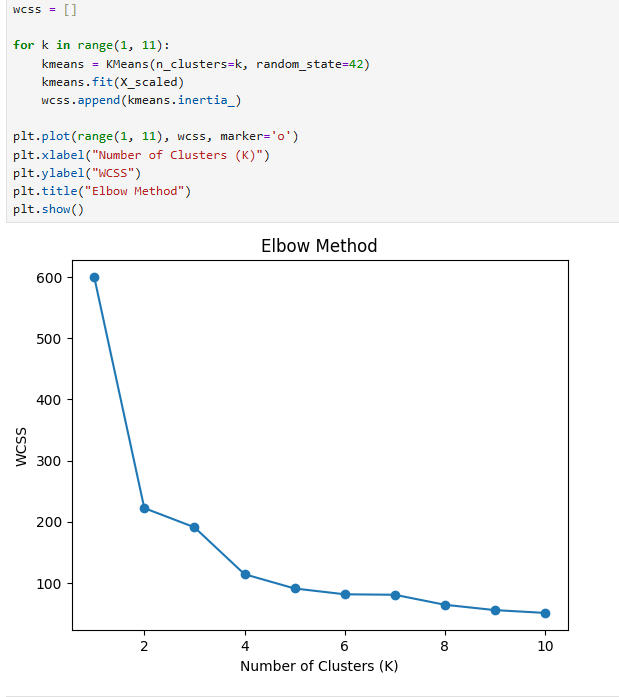 wcss = []
for k in range(1, 11):
    kmeans = KMeans(n_clusters=k, random_state=42)
    kmeans.fit(X_scaled)
    wcss.append(kmeans.inertia_)
plt.plot(range(1, 11), wcss, marker='o')
plt.xlabel("Number of Clusters (K)")
plt.ylabel("WCSS")
plt.title("Elbow Method")
plt.show()
Elbow Method
600
500
400
300
200
100
WCSS
2 4 6 8 10
Number of Clusters (K)